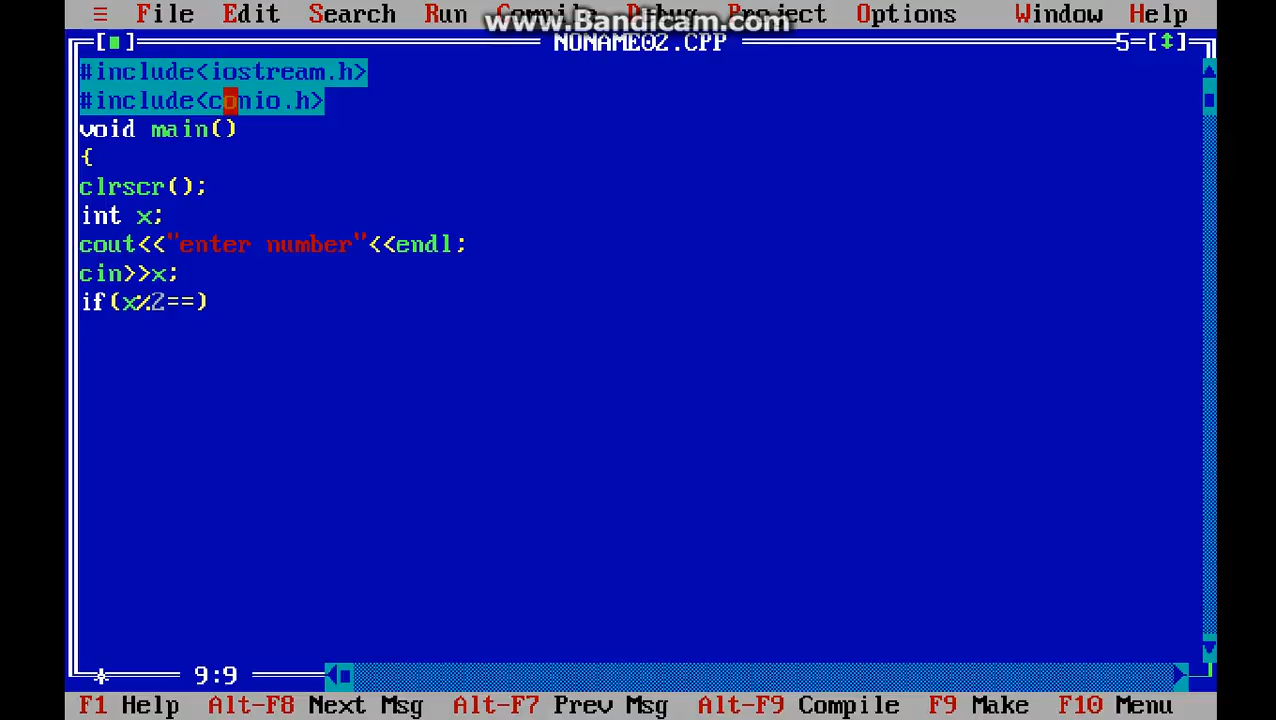 ≡ File Edit Search Run Compile Debug Project Options Window Help
www.Bandicam.com
[■] NONAME02.CPP 5=[↕]
#include<iostream.h>
#include<conio.h>
void main()
{
clrscr();
int x;
cout<<"enter number"<<endl;
cin>>x;
if(x%2==)
* 9:9
F1 Help Alt-F8 Next Msg Alt-F7 Prev Msg Alt-F9 Compile F9 Make F10 Menu